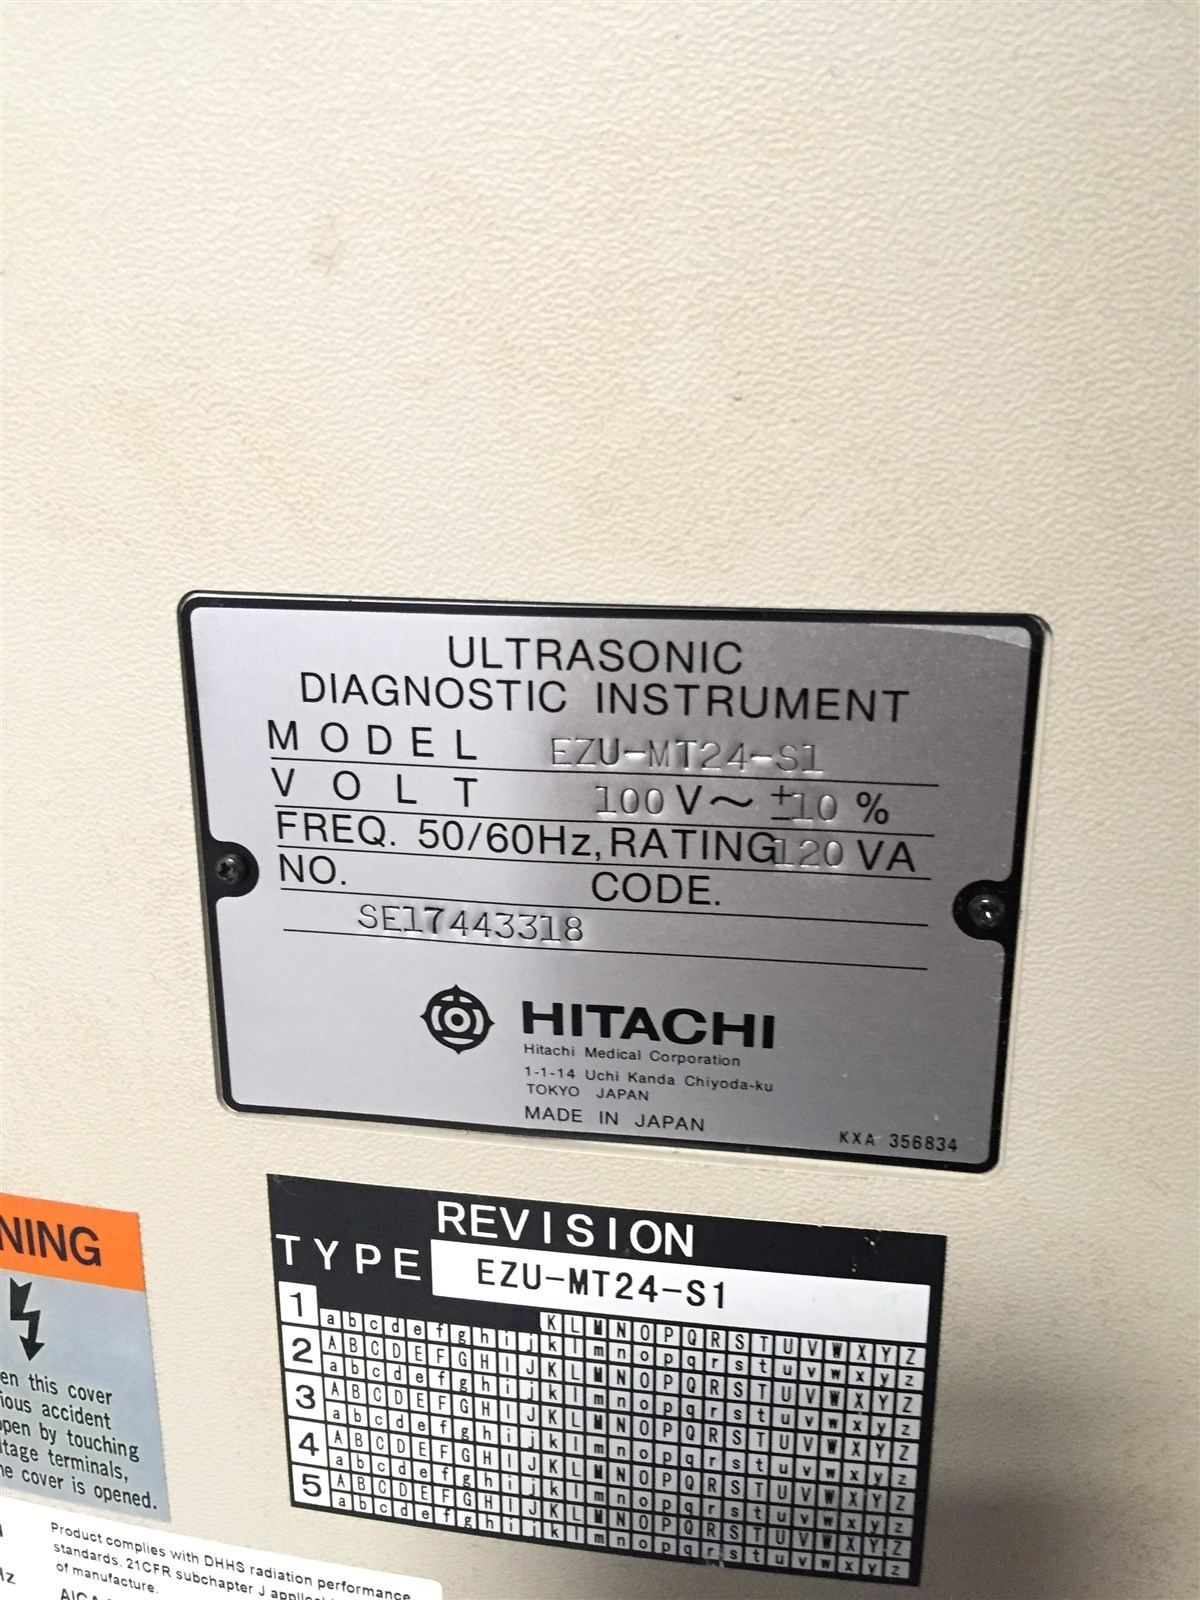 ULTRASONIC
DIAGNOSTIC INSTRUMENT
MODEL EZU-MT24-S1
VOLT 100 V～ ±10 %
FREQ. 50/60Hz, RATING 120 VA
NO. CODE.
SE17443318
HITACHI
Hitachi Medical Corporation
1-1-14 Uchi Kanda Chiyoda-ku
TOKYO JAPAN
MADE IN JAPAN
KXA 356834
REVISION
TYPE EZU-MT24-S1
1 K L M N O P Q R S T U V W X Y Z
a b c d e f g h i j k l m n o p q r s t u v w x y z
2 A B C D E F G H I J K L M N O P Q R S T U V W X Y Z
a b c d e f g h i j k l m n o p q r s t u v w x y z
3 A B C D E F G H I J K L M N O P Q R S T U V W X Y Z
a b c d e f g h i j k l m n o p q r s t u v w x y z
4 A B C D E F G H I J K L M N O P Q R S T U V W X Y Z
a b c d e f g h i j k l m n o p q r s t u v w x y z
5 A B C D E F G H I J K L M N O P Q R S T U V W X Y Z
a b c d e f g h i j k l m n o p q r s t u v w x y z
NING
en this cover
ious accident
pen by touching
ltage terminals,
he cover is opened.
Product complies with DHHS radiation performance
standards, 21CFR subchapter J
of manufacture.